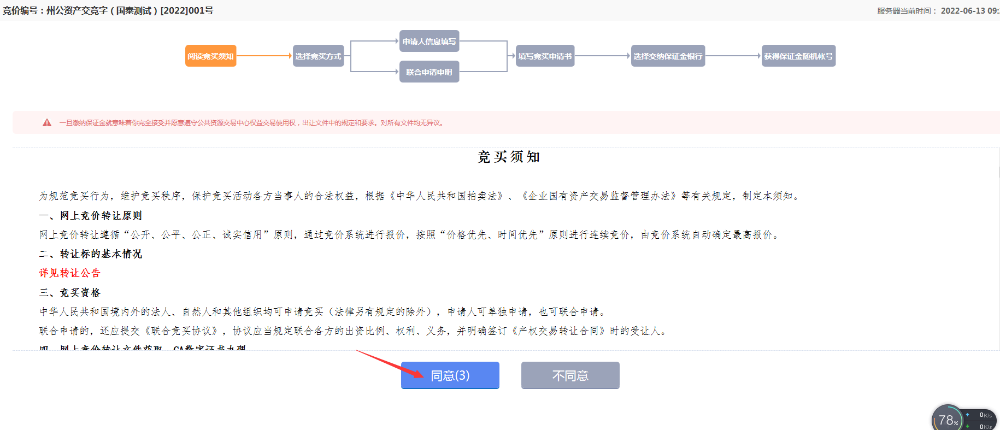 竞价编号：州公资产交竞字（国泰测试）[2022]001号
服务器当前时间： 2022-06-13 09:
阅读竞买须知
选择竞买方式
申请人信息填写
联合申请申明
填写竞买申请书
选择交纳保证金银行
获得保证金随机帐号
一旦缴纳保证金就意味着你完全接受并愿意遵守公共资源交易中心权益交易使用权，出让文件中的规定和要求。对所有文件均无异议。
竞买须知
为规范竞买行为，维护竞买秩序，保护竞买活动各方当事人的合法权益，根据《中华人民共和国拍卖法》、《企业国有资产交易监督管理办法》等有关规定，制定本须知。
一、网上竞价转让原则
网上竞价转让遵循“公开、公平、公正、诚实信用”原则，通过竞价系统进行报价，按照“价格优先、时间优先”原则进行连续竞价，由竞价系统自动确定最高报价。
二、转让标的基本情况
详见转让公告
三、竞买资格
中华人民共和国境内外的法人、自然人和其他组织均可申请竞买（法律另有规定的除外），申请人可单独申请，也可联合申请。
联合申请的，还应提交《联合竞买协议》，协议应当规定联合各方的出资比例、权利、义务，并明确签订《产权交易转让合同》时的受让人。
四、网上竞价转让文件获取、CA数字证书办理
同意(3)
不同意
78%
0K/s
0K/s